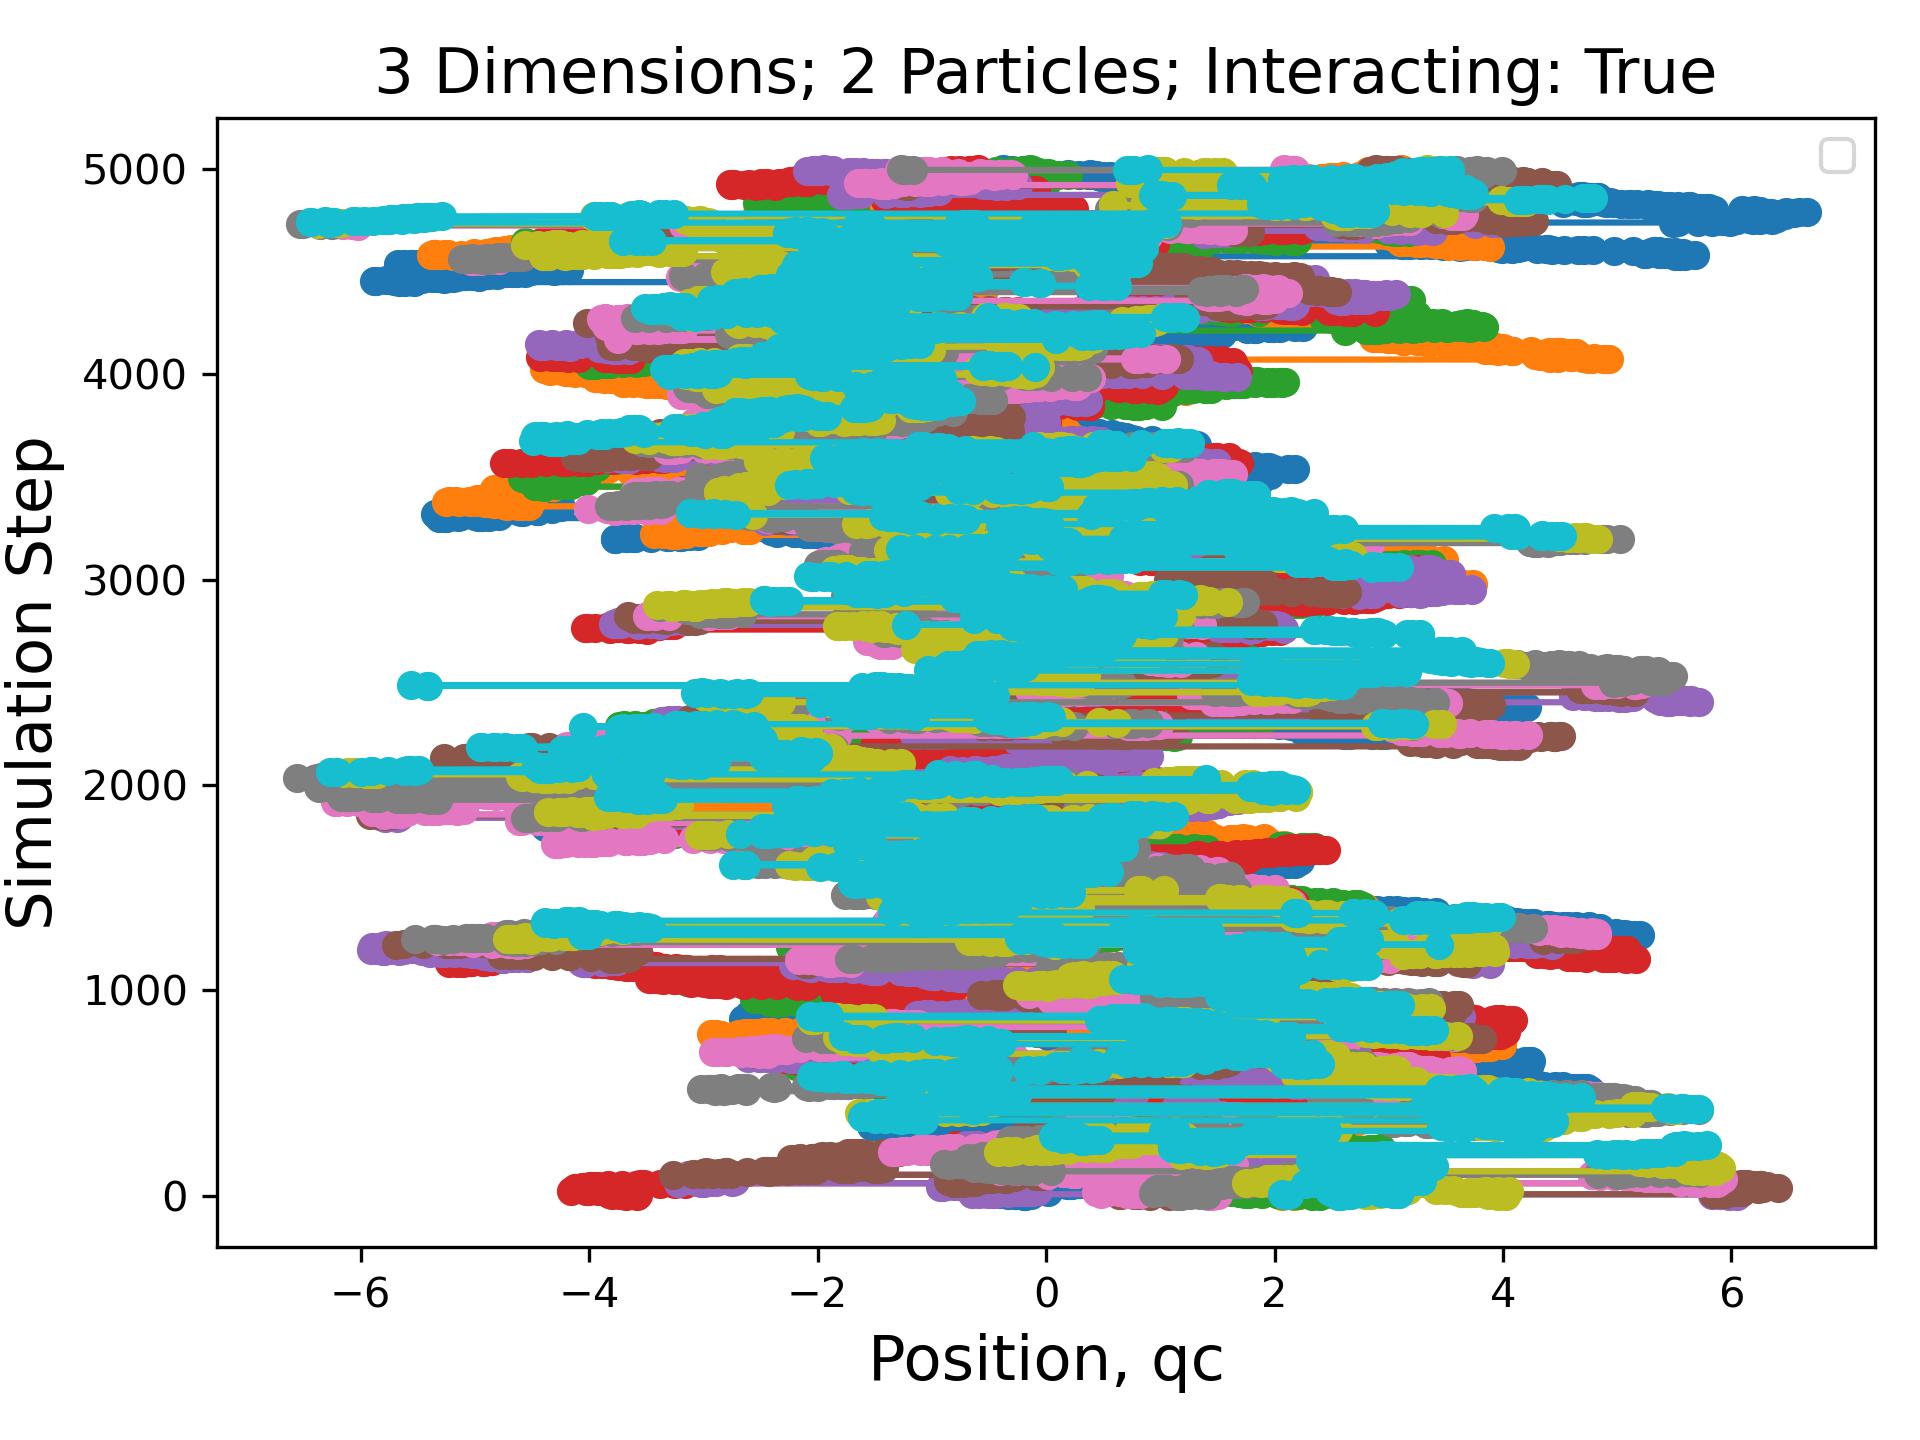 3 Dimensions; 2 Particles; Interacting: True
Simulation Step
5000
4000
3000
2000
1000
0
−6 −4 −2 0 2 4 6
Position, qc